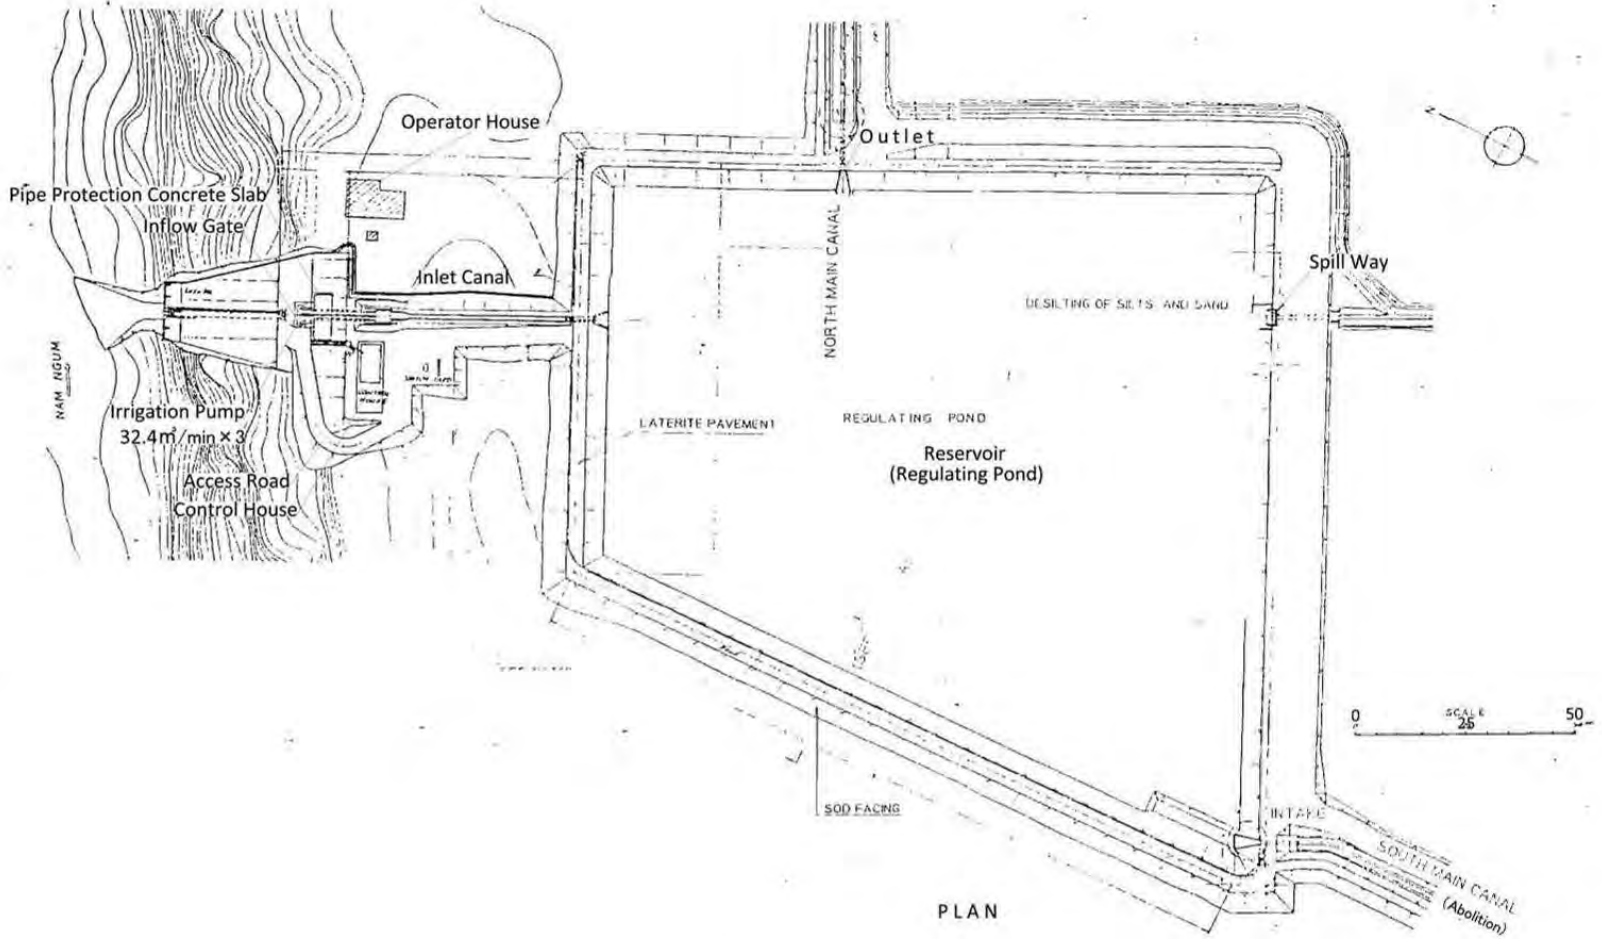 N
Operator House
Outlet
Pipe Protection Concrete Slab
Inflow Gate
Inlet Canal
NORTH MAIN CANAL
Spill Way
DESILTING OF SILTS AND SAND
NAM NGUM
Irrigation Pump
32.4㎥/min × 3
CONTROL
HOUSE
LATERITE PAVEMENT
REGULATING POND
Reservoir
(Regulating Pond)
Access Road
Control House
0 SCALE 25 50
SOD FACING
INTAKE
SOUTH MAIN CANAL
(Abolition)
PLAN